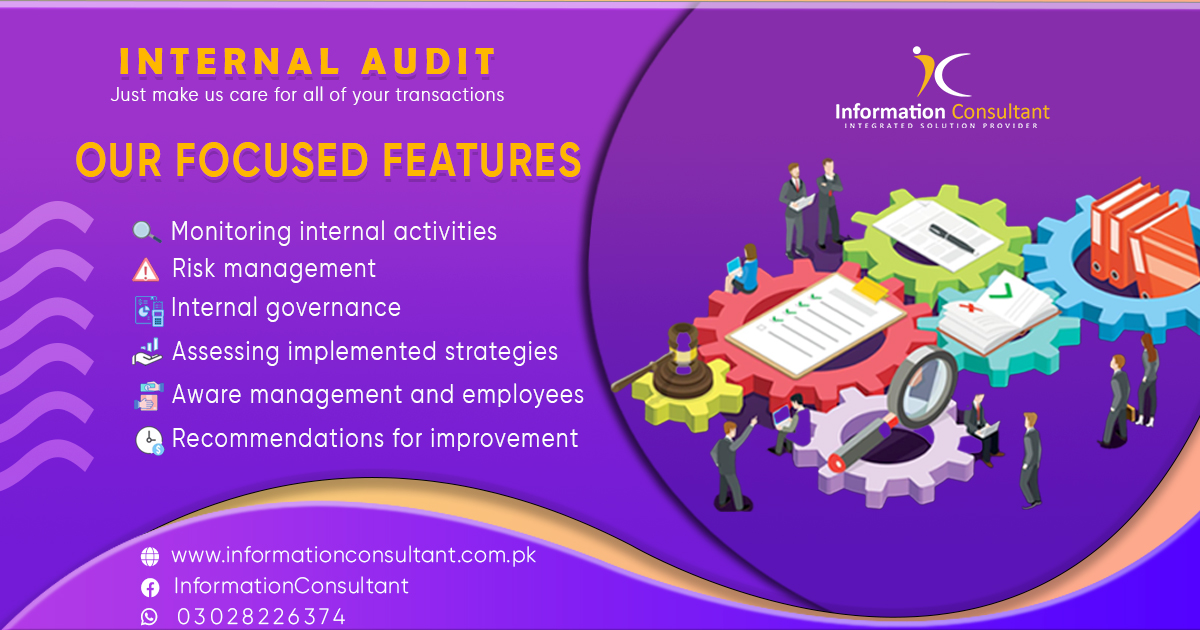 INTERNAL AUDIT
Just make us care for all of your transactions
OUR FOCUSED FEATURES
Monitoring internal activities
Risk management
Internal governance
Assessing implemented strategies
Aware management and employees
Recommendations for improvement
www.informationconsultant.com.pk
InformationConsultant
03028226374
Information Consultant
INTEGRATED SOLUTION PROVIDER